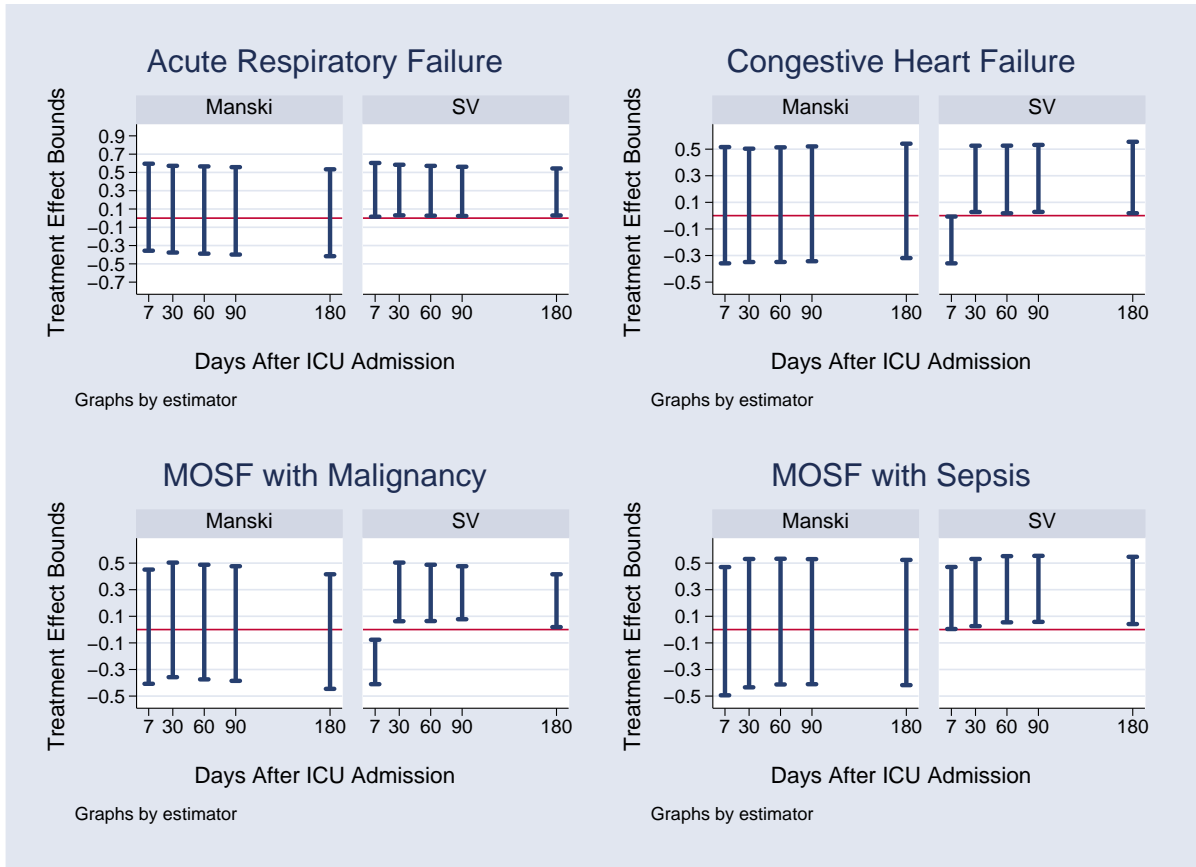 Acute Respiratory Failure
Treatment Effect Bounds
Manski
SV
0.9
0.7
0.5
0.3
0.1
−0.1
−0.3
−0.5
−0.7
7 30 60 90 180
7 30 60 90 180
Days After ICU Admission
Graphs by estimator
Congestive Heart Failure
Treatment Effect Bounds
Manski
SV
0.5
0.3
0.1
−0.1
−0.3
−0.5
7 30 60 90 180
7 30 60 90 180
Days After ICU Admission
Graphs by estimator
MOSF with Malignancy
Treatment Effect Bounds
Manski
SV
0.5
0.3
0.1
−0.1
−0.3
−0.5
7 30 60 90 180
7 30 60 90 180
Days After ICU Admission
Graphs by estimator
MOSF with Sepsis
Treatment Effect Bounds
Manski
SV
0.5
0.3
0.1
−0.1
−0.3
−0.5
7 30 60 90 180
7 30 60 90 180
Days After ICU Admission
Graphs by estimator